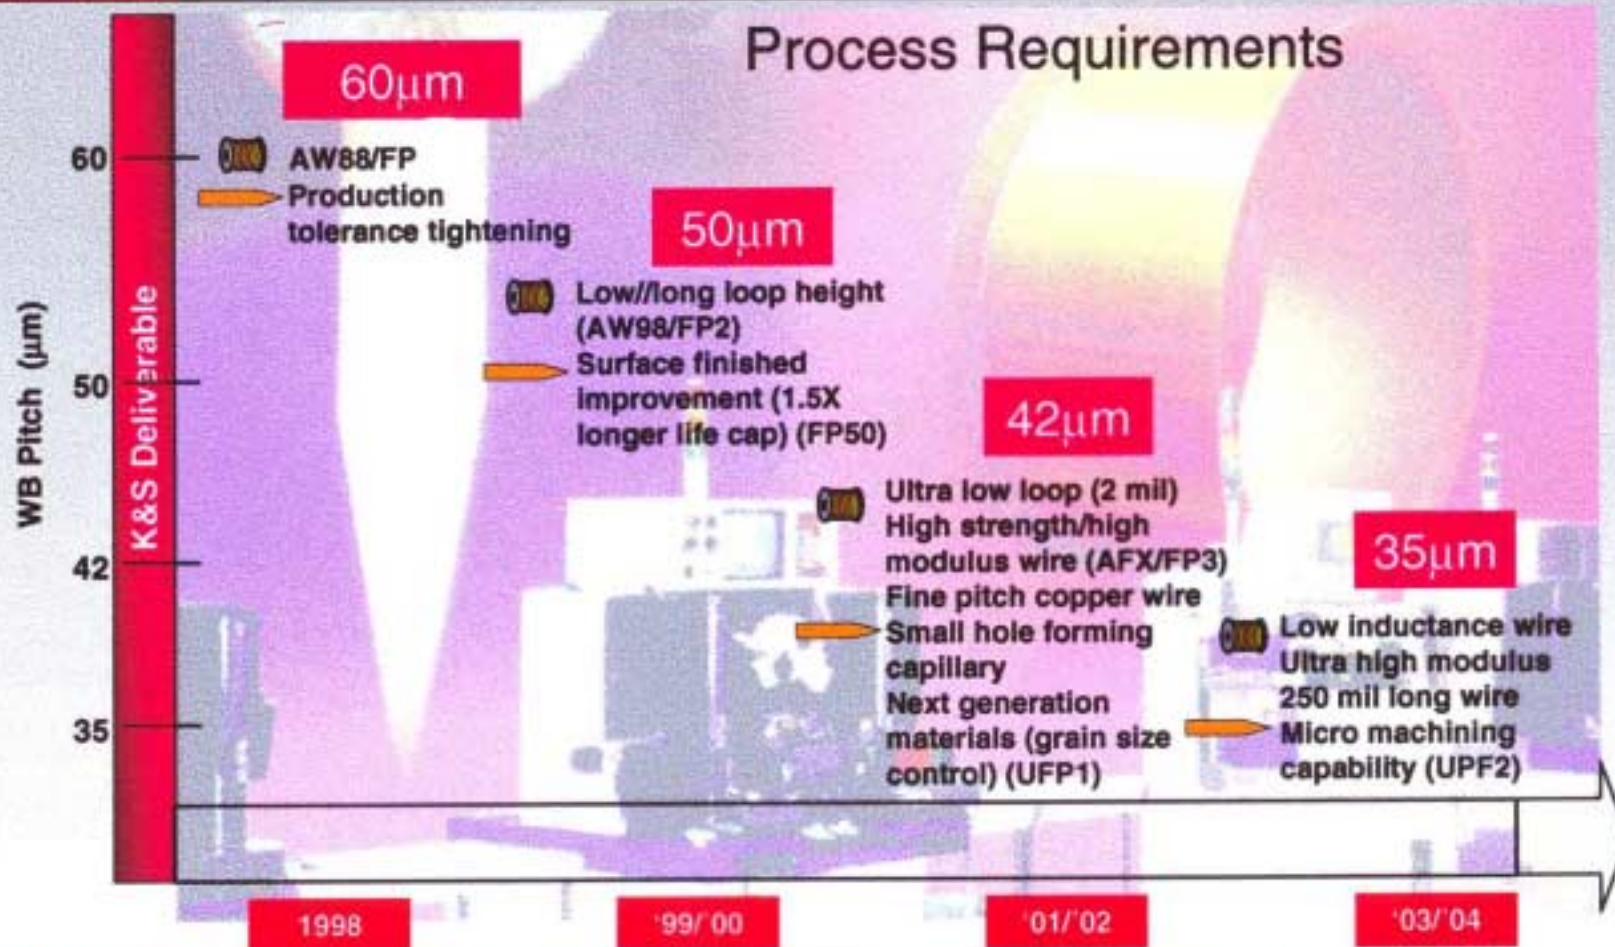 Process Requirements
60μm
60
AW88/FP
Production
tolerance tightening
50μm
Low//long loop height
(AW98/FP2)
Surface finished
improvement (1.5X
longer life cap) (FP50)
50
42μm
Ultra low loop (2 mil)
High strength/high
modulus wire (AFX/FP3)
Fine pitch copper wire
Small hole forming
capillary
Next generation
materials (grain size
control) (UFP1)
42
35μm
Low inductance wire
Ultra high modulus
250 mil long wire
Micro machining
capability (UPF2)
35
WB Pitch (μm)
K&S Deliverable
1998
'99/'00
'01/'02
'03/'04